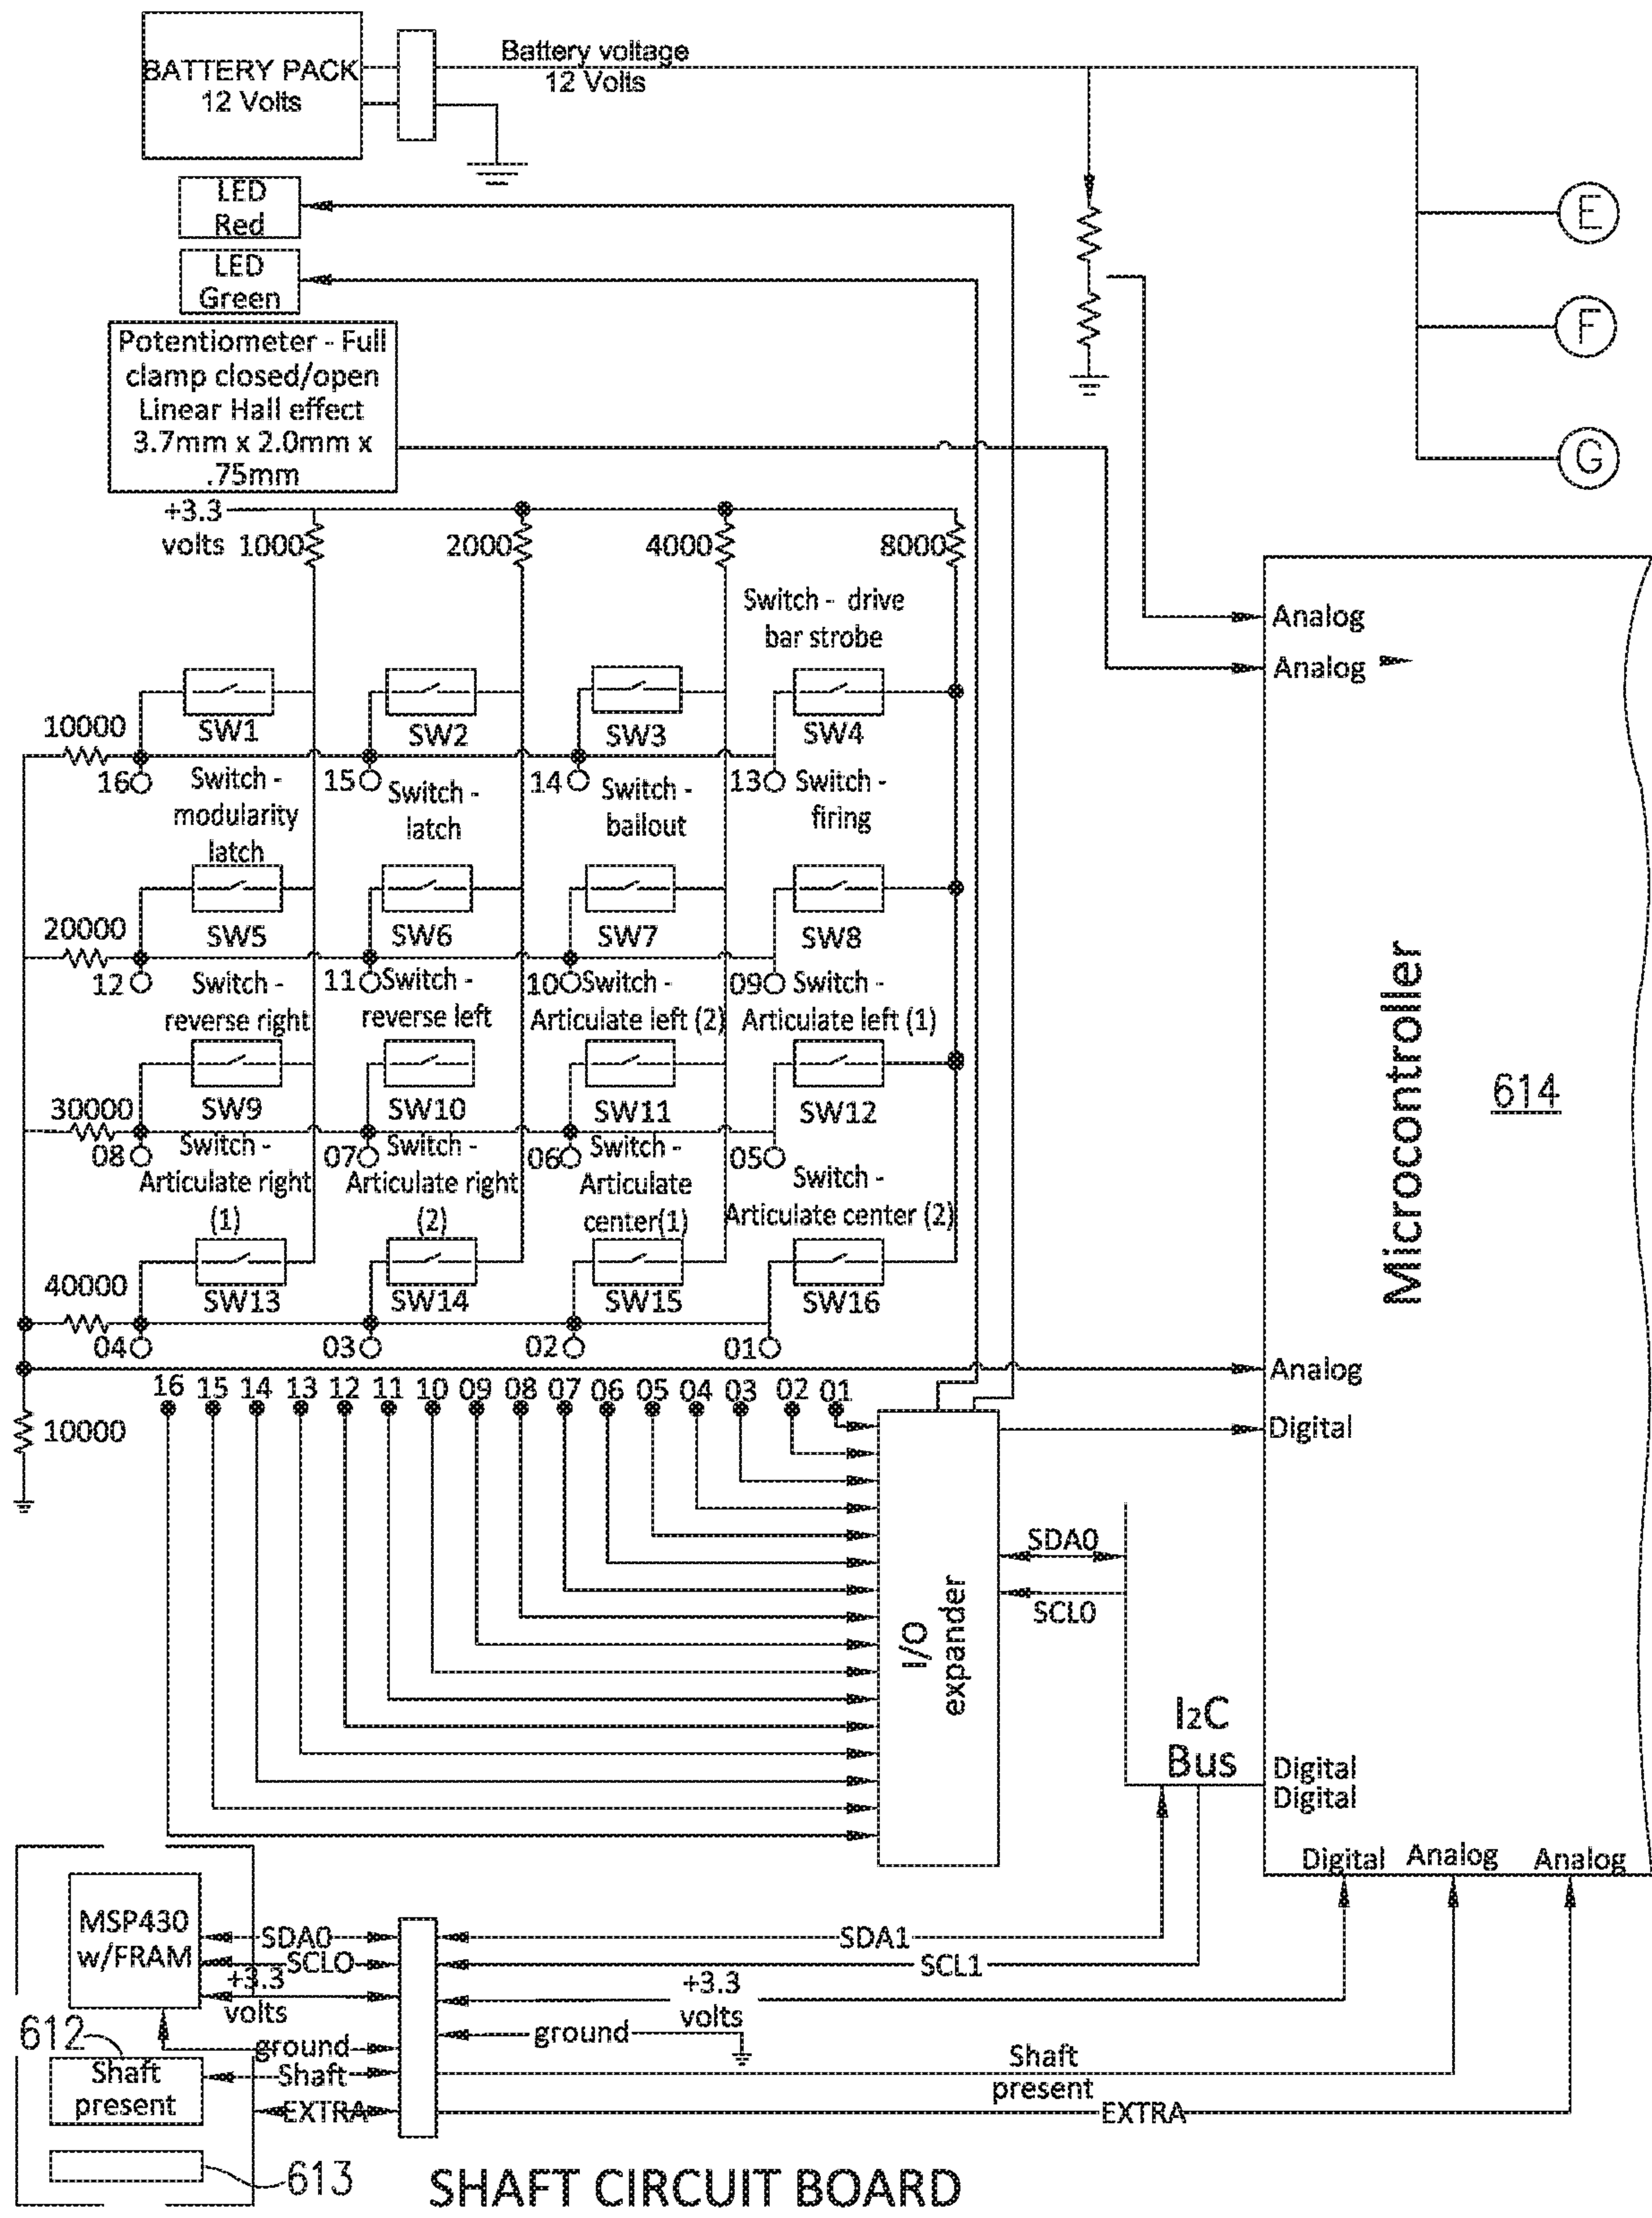 BATTERY PACK
12 Volts
Battery voltage
12 Volts
LED
Red
LED
Green
E
F
G
Potentiometer - Full
clamp closed/open
Linear Hall effect
3.7mm x 2.0mm x
.75mm
+3.3
volts
1000
2000
4000
8000
Switch - drive
bar strobe
Analog
Analog
10000
SW1
SW2
SW3
SW4
16
15
14
13
Switch -
modularity
latch
Switch -
latch
Switch -
bailout
Switch -
firing
20000
SW5
SW6
SW7
SW8
12
11
10
09
Switch -
reverse right
Switch -
reverse left
Switch -
Articulate left (2)
Switch -
Articulate left (1)
30000
SW9
SW10
SW11
SW12
08
07
06
05
Switch -
Articulate right
(1)
Switch -
Articulate right
(2)
Switch -
Articulate
center(1)
Switch -
Articulate center (2)
40000
SW13
SW14
SW15
SW16
04
03
02
01
Microcontroller
614
Analog
Digital
16 15 14 13 12 11 10 09 08 07 06 05 04 03 02 01
10000
I/O
expander
SDA0
SCL0
I2C
Bus
Digital
Digital
Digital
Analog
Analog
MSP430
w/FRAM
SDA0
SCLO
+3.3
volts
ground
Shaft
EXTRA
612
Shaft
present
613
SDA1
SCL1
+3.3
volts
ground
Shaft
present
EXTRA
SHAFT CIRCUIT BOARD